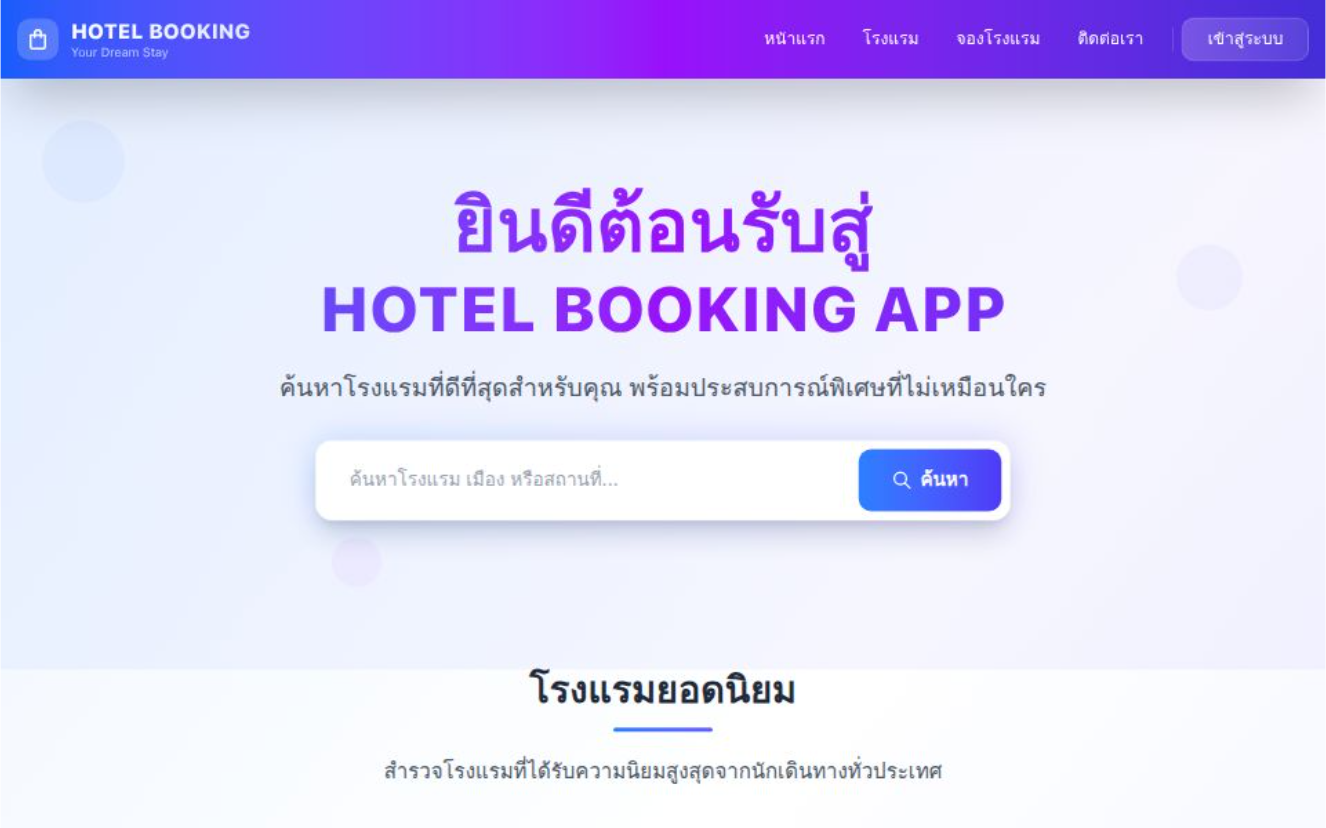 HOTEL BOOKING
Your Dream Stay
หน้าแรก
โรงแรม
จองโรงแรม
ติดต่อเรา
เข้าสู่ระบบ
ยินดีต้อนรับสู่
HOTEL BOOKING APP
ค้นหาโรงแรมที่ดีที่สุดสำหรับคุณ พร้อมประสบการณ์พิเศษที่ไม่เหมือนใคร
ค้นหาโรงแรม เมือง หรือสถานที่...
ค้นหา
โรงแรมยอดนิยม
สำรวจโรงแรมที่ได้รับความนิยมสูงสุดจากนักเดินทางทั่วประเทศ